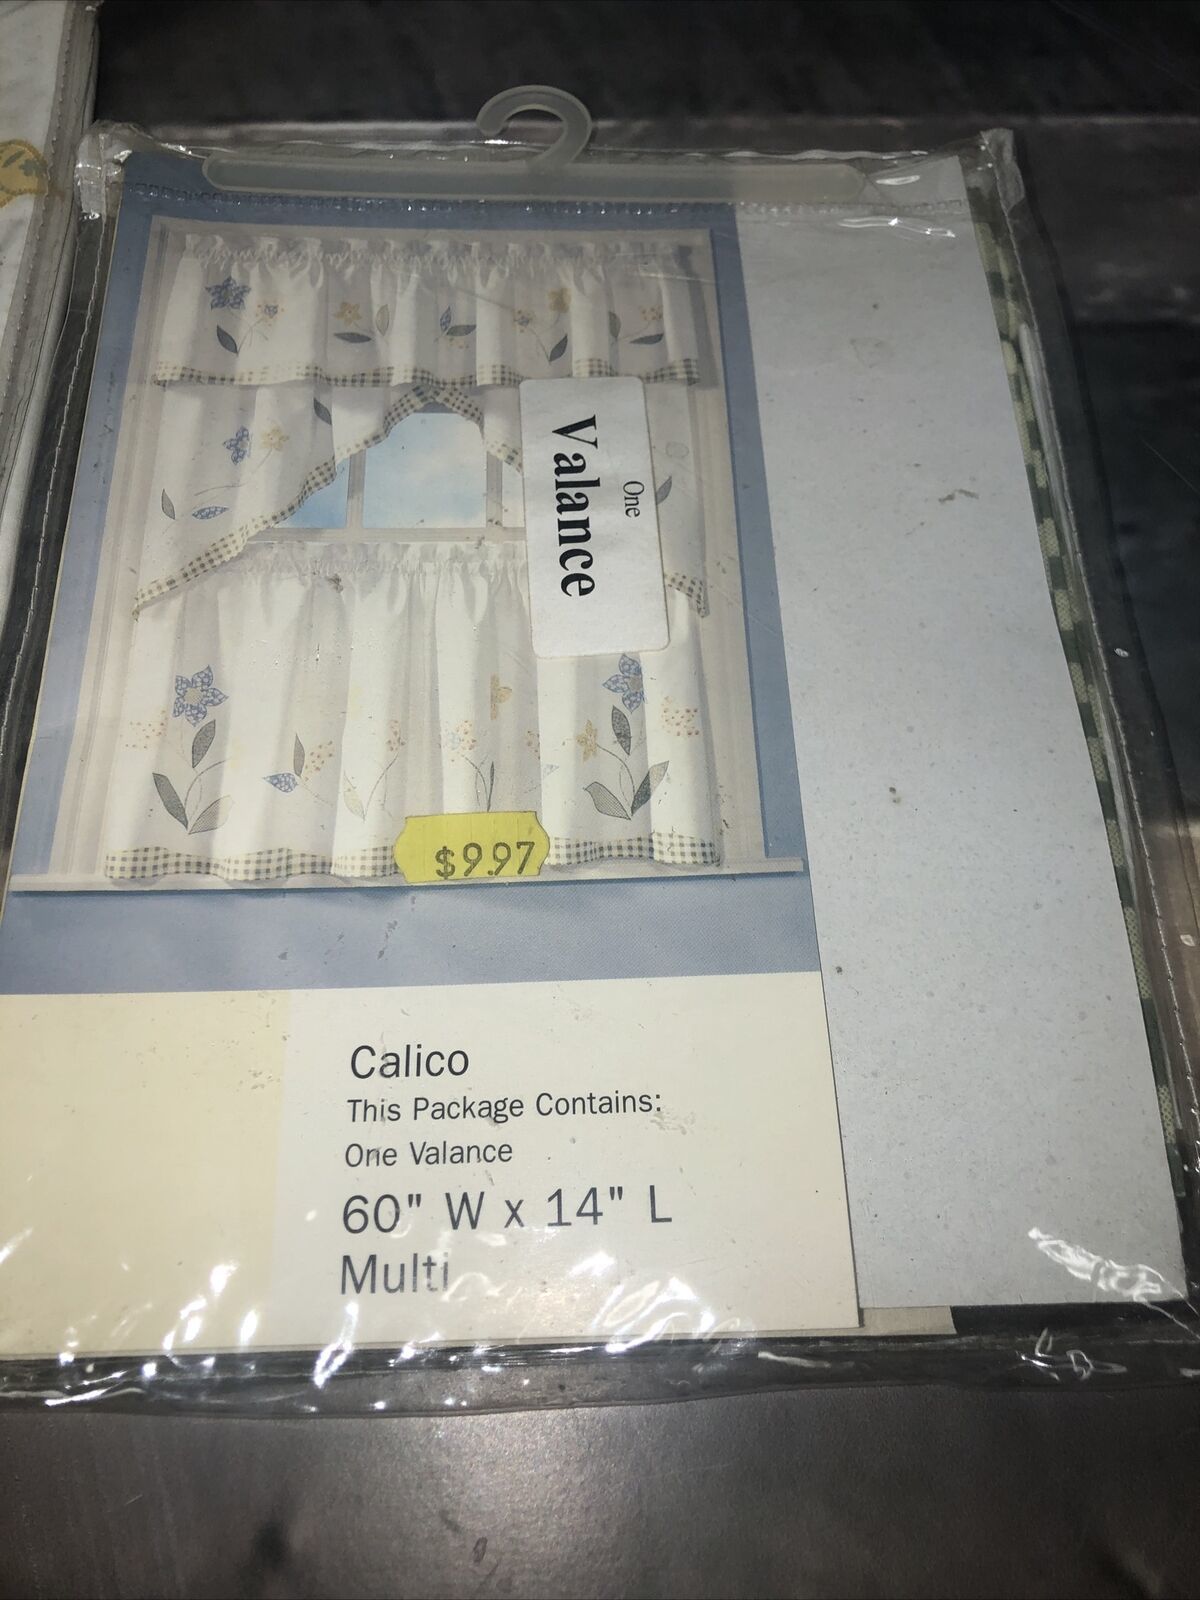 One
Valance
$9.97
Calico
This Package Contains:
One Valance
60" W x 14" L
Multi